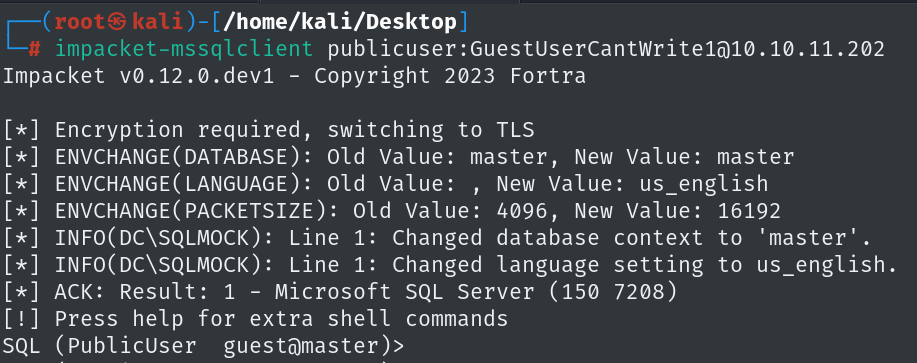 ┌──(root㉿kali)-[/home/kali/Desktop]
└─# impacket-mssqlclient publicuser:GuestUserCantWrite1@10.10.11.202
Impacket v0.12.0.dev1 - Copyright 2023 Fortra

[*] Encryption required, switching to TLS
[*] ENVCHANGE(DATABASE): Old Value: master, New Value: master
[*] ENVCHANGE(LANGUAGE): Old Value: , New Value: us_english
[*] ENVCHANGE(PACKETSIZE): Old Value: 4096, New Value: 16192
[*] INFO(DC\SQLMOCK): Line 1: Changed database context to 'master'.
[*] INFO(DC\SQLMOCK): Line 1: Changed language setting to us_english.
[*] ACK: Result: 1 - Microsoft SQL Server (150 7208)
[!] Press help for extra shell commands
SQL (PublicUser  guest@master)>